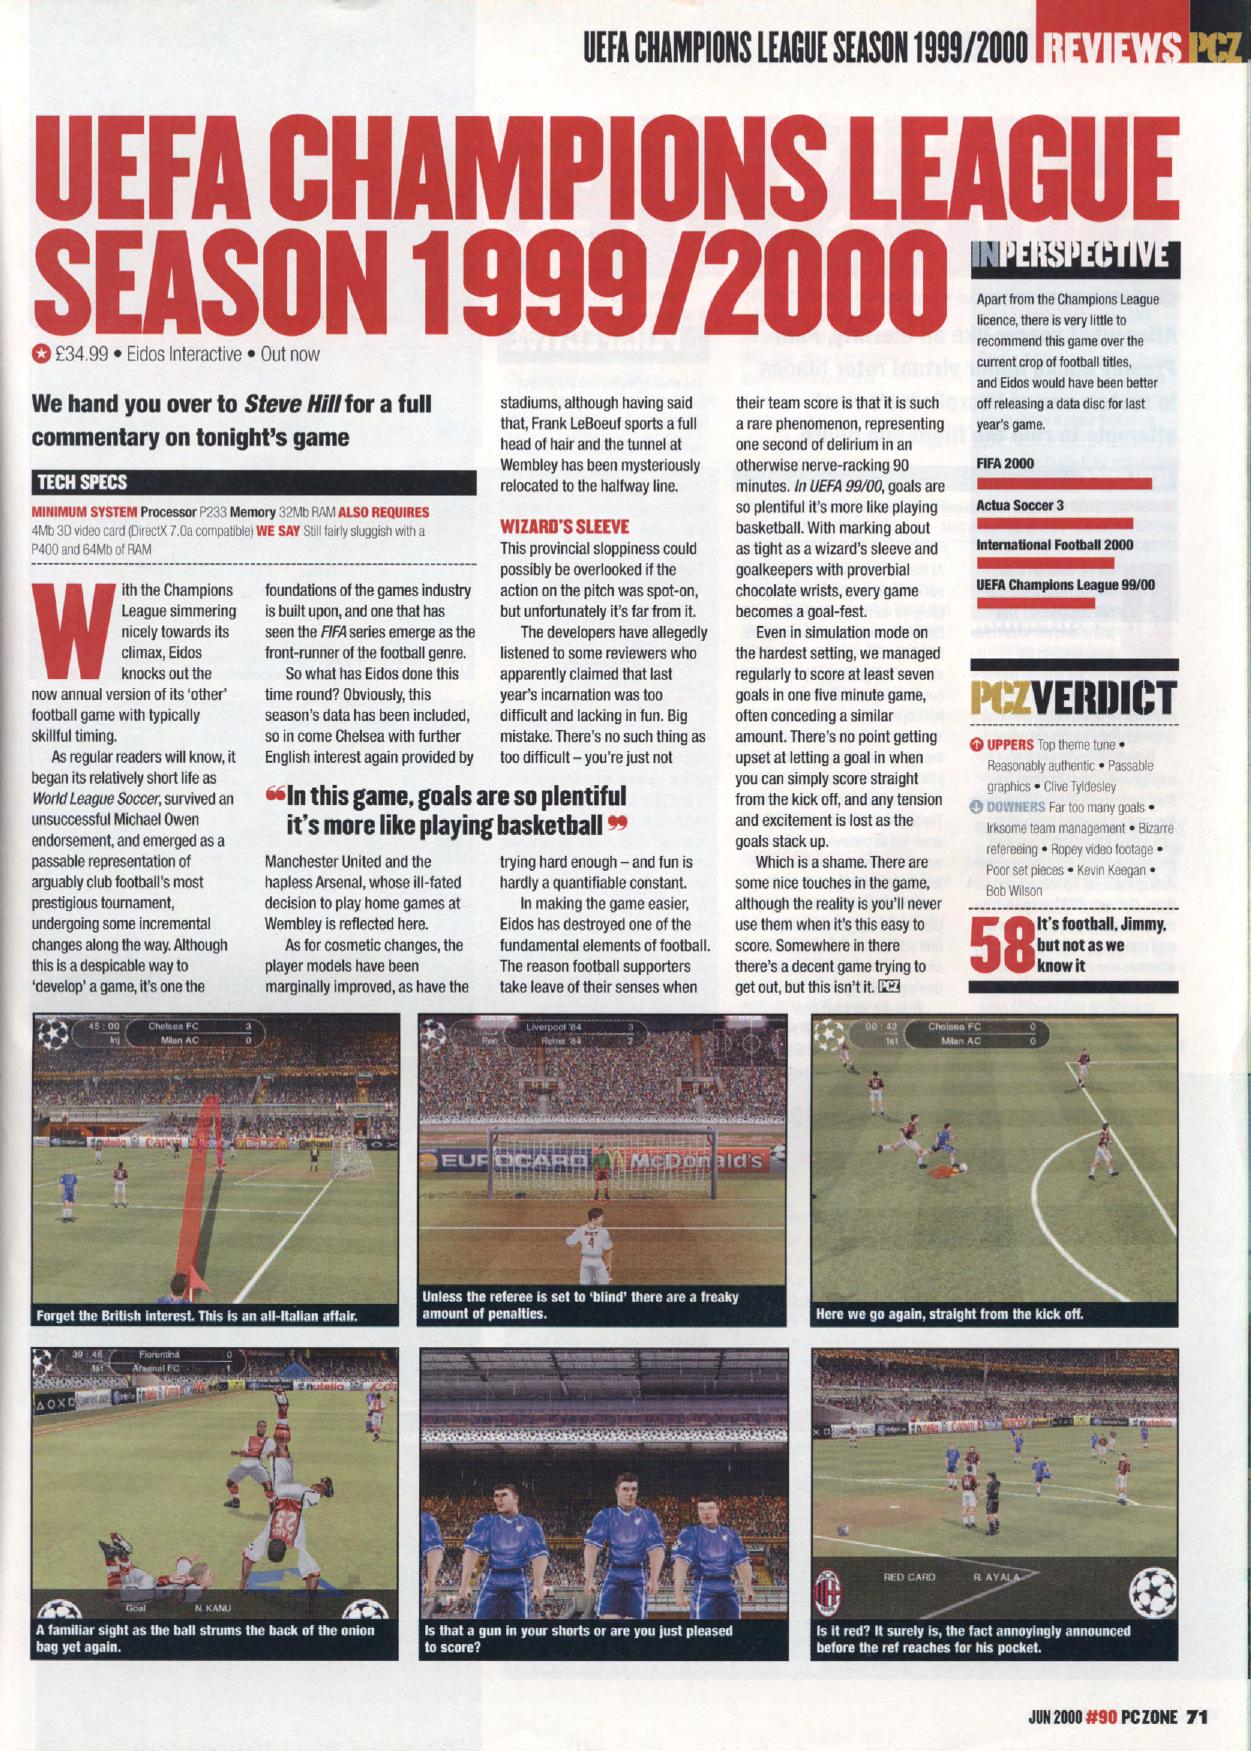 UEFA CHAMPIONS LEAGUE SEASON 1999/2000 REVIEWS PCZ
UEFA CHAMPIONS LEAGUE
SEASON 1999/2000
£34.99 • Eidos Interactive • Out now
We hand you over to Steve Hill for a full
commentary on tonight's game
TECH SPECS
MINIMUM SYSTEM Processor P233 Memory 32Mb RAM ALSO REQUIRES
4Mb 3D video card (DirectX 7.0a compatible) WE SAY Still fairly sluggish with a
P400 and 64Mb of RAM
With the Champions
League simmering
nicely towards its
climax, Eidos
knocks out the
now annual version of its 'other'
football game with typically
skillful timing.
As regular readers will know, it
began its relatively short life as
World League Soccer, survived an
unsuccessful Michael Owen
endorsement, and emerged as a
passable representation of
arguably club football's most
prestigious tournament,
undergoing some incremental
changes along the way. Although
this is a despicable way to
'develop' a game, it's one the
foundations of the games industry
is built upon, and one that has
seen the FIFA series emerge as the
front-runner of the football genre.
So what has Eidos done this
time round? Obviously, this
season's data has been included,
so in come Chelsea with further
English interest again provided by
“In this game, goals are so plentiful
it's more like playing basketball”
Manchester United and the
hapless Arsenal, whose ill-fated
decision to play home games at
Wembley is reflected here.
As for cosmetic changes, the
player models have been
marginally improved, as have the
stadiums, although having said
that, Frank LeBoeuf sports a full
head of hair and the tunnel at
Wembley has been mysteriously
relocated to the halfway line.
WIZARD'S SLEEVE
This provincial sloppiness could
possibly be overlooked if the
action on the pitch was spot-on,
but unfortunately it's far from it.
The developers have allegedly
listened to some reviewers who
apparently claimed that last
year's incarnation was too
difficult and lacking in fun. Big
mistake. There's no such thing as
too difficult – you're just not
trying hard enough – and fun is
hardly a quantifiable constant.
In making the game easier,
Eidos has destroyed one of the
fundamental elements of football.
The reason football supporters
take leave of their senses when
their team score is that it is such
a rare phenomenon, representing
one second of delirium in an
otherwise nerve-racking 90
minutes. In UEFA 99/00, goals are
so plentiful it's more like playing
basketball. With marking about
as tight as a wizard's sleeve and
goalkeepers with proverbial
chocolate wrists, every game
becomes a goal-fest.
Even in simulation mode on
the hardest setting, we managed
regularly to score at least seven
goals in one five minute game,
often conceding a similar
amount. There's no point getting
upset at letting a goal in when
you can simply score straight
from the kick off, and any tension
and excitement is lost as the
goals stack up.
Which is a shame. There are
some nice touches in the game,
although the reality is you'll never
use them when it's this easy to
score. Somewhere in there
there's a decent game trying to
get out, but this isn't it. PCZ
INPERSPECTIVE
Apart from the Champions League
licence, there is very little to
recommend this game over the
current crop of football titles,
and Eidos would have been better
off releasing a data disc for last
year's game.
FIFA 2000
Actua Soccer 3
International Football 2000
UEFA Champions League 99/00
PCZVERDICT
UPPERS Top theme tune •
Reasonably authentic • Passable
graphics • Clive Tyldesley
DOWNERS Far too many goals •
Irksome team management • Bizarre
refereeing • Ropey video footage •
Poor set pieces • Kevin Keegan •
Bob Wilson
58 It's football, Jimmy,
but not as we
know it
45:00 Chelsea FC 3
Inj Milan AC 0
nutella Canon Big Mac Continental
Forget the British interest. This is an all-Italian affair.
Liverpool '84 3
Pen Roma '84 2
EUROCARD McDonald's
4
Unless the referee is set to 'blind' there are a freaky
amount of penalties.
00:42 Chelsea FC 0
1st Milan AC 0
Here we go again, straight from the kick off.
39:46 Fiorentina 0
1st Arsenal FC 1
nutella
25
Goal N. KANU
A familiar sight as the ball strums the back of the onion
bag yet again.
Is that a gun in your shorts or are you just pleased
to score?
nutella
RED CARD R. AYALA
Is it red? It surely is, the fact annoyingly announced
before the ref reaches for his pocket.
JUN 2000 #90 PC ZONE 71